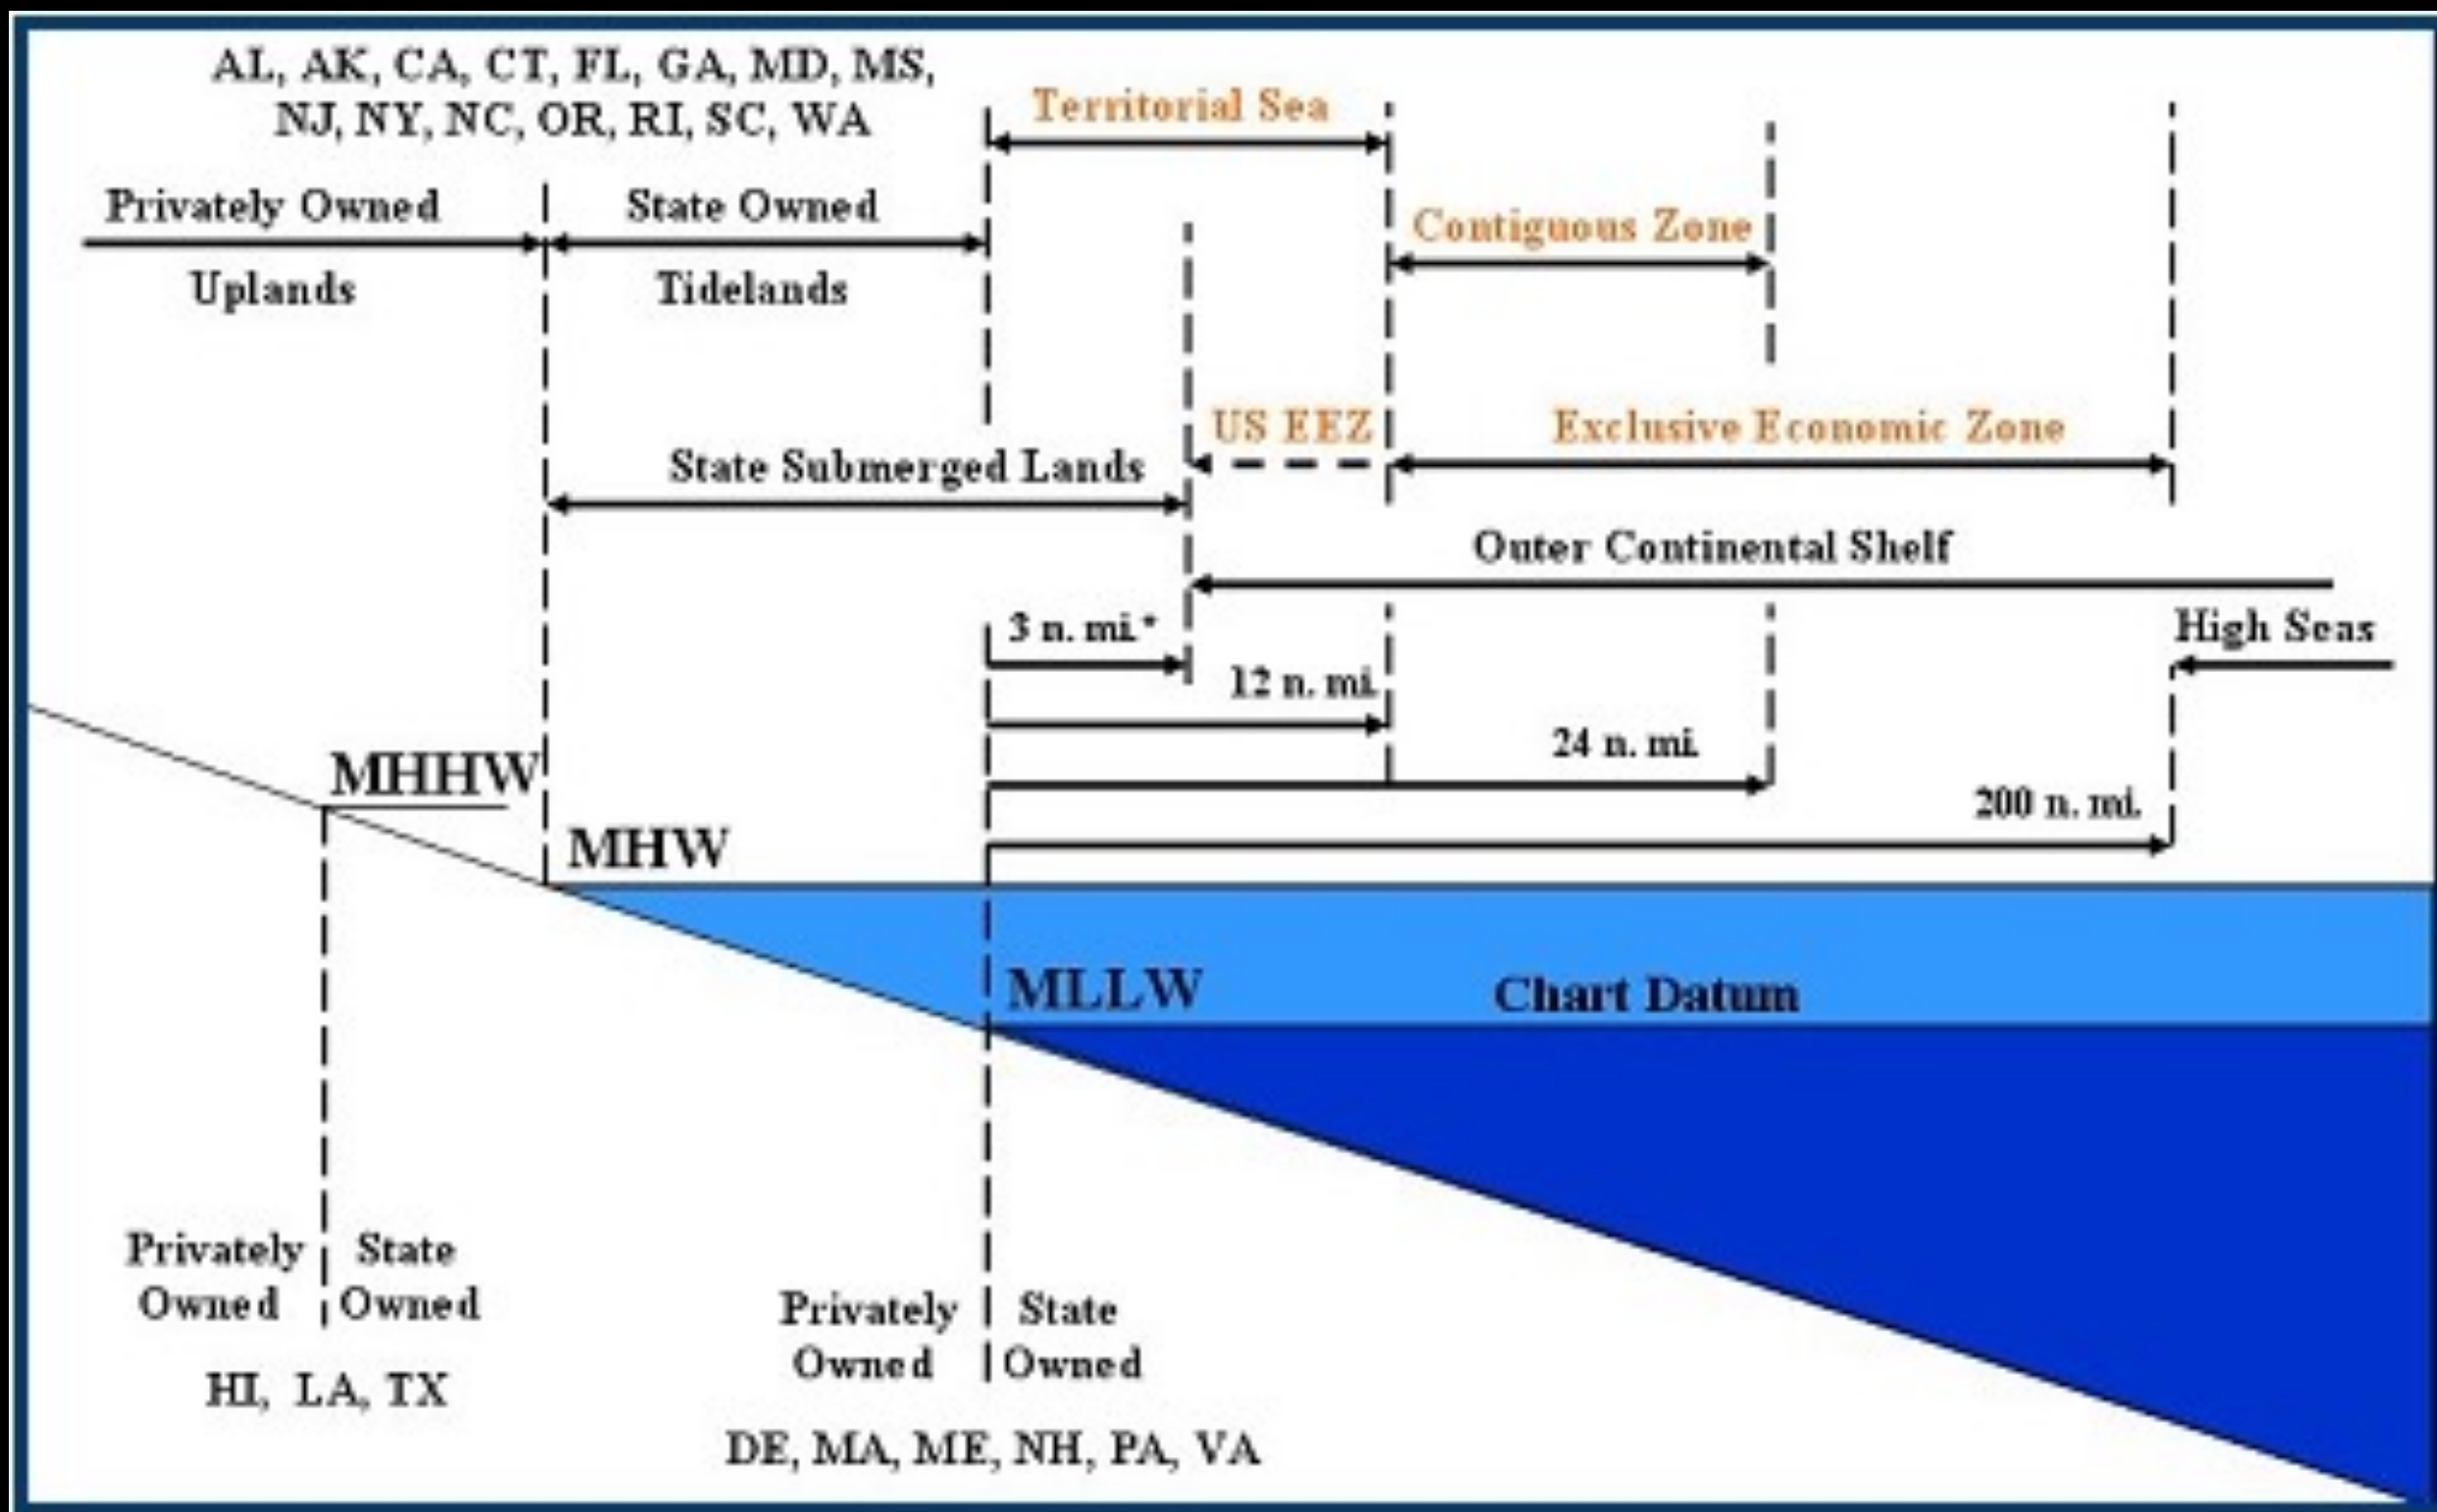 AL, AK, CA, CT, FL, GA, MD, MS,
NJ, NY, NC, OR, RI, SC, WA
Territorial Sea
Privately Owned
State Owned
Contiguous Zone
Uplands
Tidelands
US EEZ
Exclusive Economic Zone
State Submerged Lands
Outer Continental Shelf
3 n. mi.*
High Seas
12 n. mi.
24 n. mi.
MHHW
200 n. mi.
MHW
MLLW
Chart Datum
Privately
Owned
State
Owned
Privately
Owned
State
Owned
HI, LA, TX
DE, MA, ME, NH, PA, VA